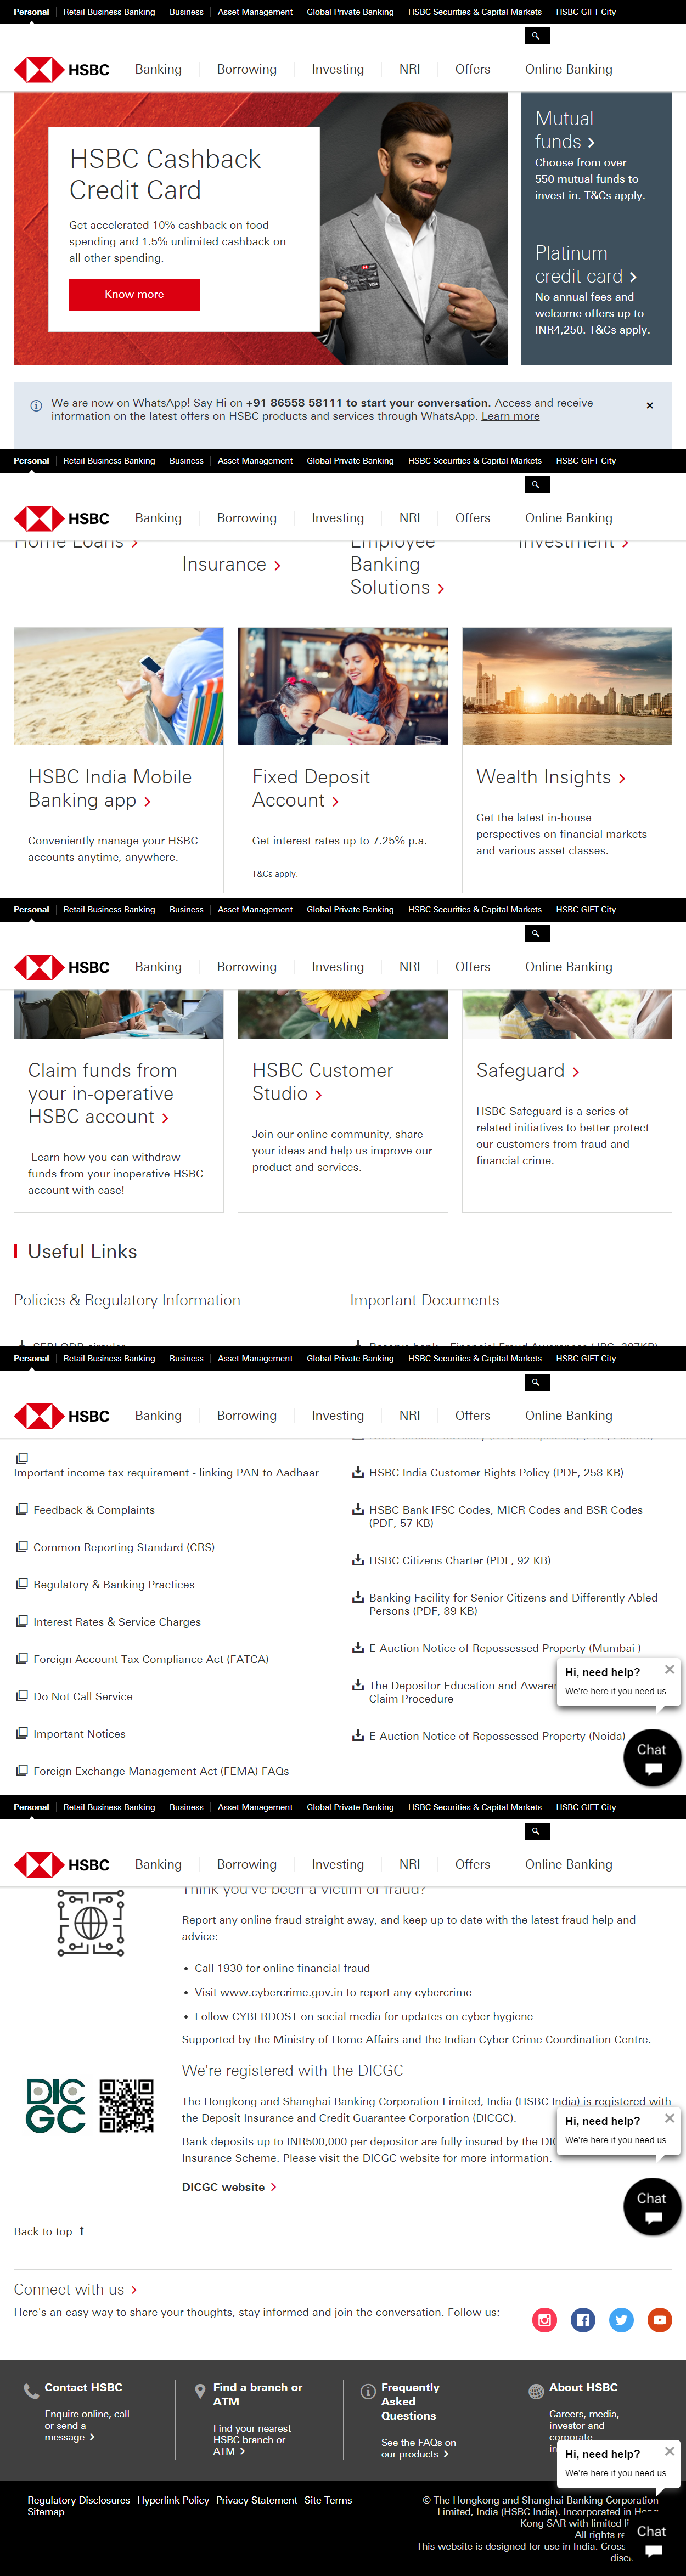 Personal Retail Business Banking Business Asset Management Global Private Banking HSBC Securities & Capital Markets HSBC GIFT City
HSBC Banking Borrowing Investing NRI Offers Online Banking
HSBC Cashback
Credit Card
Get accelerated 10% cashback on food
spending and 1.5% unlimited cashback on
all other spending.
Know more
VISA
Mutual
funds
Choose from over
550 mutual funds to
invest in. T&Cs apply.
Platinum
credit card
No annual fees and
welcome offers up to
INR4,250. T&Cs apply.
We are now on WhatsApp! Say Hi on +91 86558 58111 to start your conversation. Access and receive
information on the latest offers on HSBC products and services through WhatsApp. Learn more
Personal Retail Business Banking Business Asset Management Global Private Banking HSBC Securities & Capital Markets HSBC GIFT City
HSBC Banking Borrowing Investing NRI Offers Online Banking
Home Loans
Insurance
Employee
Banking
Solutions
Investment
HSBC India Mobile
Banking app
Conveniently manage your HSBC
accounts anytime, anywhere.
Fixed Deposit
Account
Get interest rates up to 7.25% p.a.
T&Cs apply.
Wealth Insights
Get the latest in-house
perspectives on financial markets
and various asset classes.
Personal Retail Business Banking Business Asset Management Global Private Banking HSBC Securities & Capital Markets HSBC GIFT City
HSBC Banking Borrowing Investing NRI Offers Online Banking
Claim funds from
your in-operative
HSBC account
Learn how you can withdraw
funds from your inoperative HSBC
account with ease!
HSBC Customer
Studio
Join our online community, share
your ideas and help us improve our
product and services.
Safeguard
HSBC Safeguard is a series of
related initiatives to better protect
our customers from fraud and
financial crime.
Useful Links
Policies & Regulatory Information
Important Documents
Personal Retail Business Banking Business Asset Management Global Private Banking HSBC Securities & Capital Markets HSBC GIFT City
HSBC Banking Borrowing Investing NRI Offers Online Banking
Important income tax requirement - linking PAN to Aadhaar
Feedback & Complaints
Common Reporting Standard (CRS)
Regulatory & Banking Practices
Interest Rates & Service Charges
Foreign Account Tax Compliance Act (FATCA)
Do Not Call Service
Important Notices
Foreign Exchange Management Act (FEMA) FAQs
HSBC India Customer Rights Policy (PDF, 258 KB)
HSBC Bank IFSC Codes, MICR Codes and BSR Codes
(PDF, 57 KB)
HSBC Citizens Charter (PDF, 92 KB)
Banking Facility for Senior Citizens and Differently Abled
Persons (PDF, 89 KB)
E-Auction Notice of Repossessed Property (Mumbai )
The Depositor Education and
Claim Procedure
E-Auction Notice of Repossessed Property (Noida)
Hi, need help?
We're here if you need us.
Chat
Personal Retail Business Banking Business Asset Management Global Private Banking HSBC Securities & Capital Markets HSBC GIFT City
HSBC Banking Borrowing Investing NRI Offers Online Banking
Think you've been a victim of fraud?
Report any online fraud straight away, and keep up to date with the latest fraud help and
advice:
Call 1930 for online financial fraud
Visit www.cybercrime.gov.in to report any cybercrime
Follow CYBERDOST on social media for updates on cyber hygiene
Supported by the Ministry of Home Affairs and the Indian Cyber Crime Coordination Centre.
DICGC
We're registered with the DICGC
The Hongkong and Shanghai Banking Corporation Limited, India (HSBC India) is registered with
the Deposit Insurance and Credit Guarantee Corporation (DICGC).
Bank deposits up to INR500,000 per depositor are fully insured by the
Insurance Scheme. Please visit the DICGC website for more information.
DICGC website
Hi, need help?
We're here if you need us.
Chat
Back to top
Connect with us
Here's an easy way to share your thoughts, stay informed and join the conversation. Follow us:
Contact HSBC
Enquire online, call
or send a
message
Find a branch or
ATM
Find your nearest
HSBC branch or
ATM
Frequently
Asked
Questions
See the FAQs on
our products
About HSBC
Careers, media,
investor and
corporate
Hi, need help?
We're here if you need us.
Chat
Regulatory Disclosures Hyperlink Policy Privacy Statement Site Terms
Sitemap
© The Hongkong and Shanghai Banking Corporation
Limited, India (HSBC India). Incorporated in Hong
Kong SAR with limited
All rights
This website is designed for use in India.